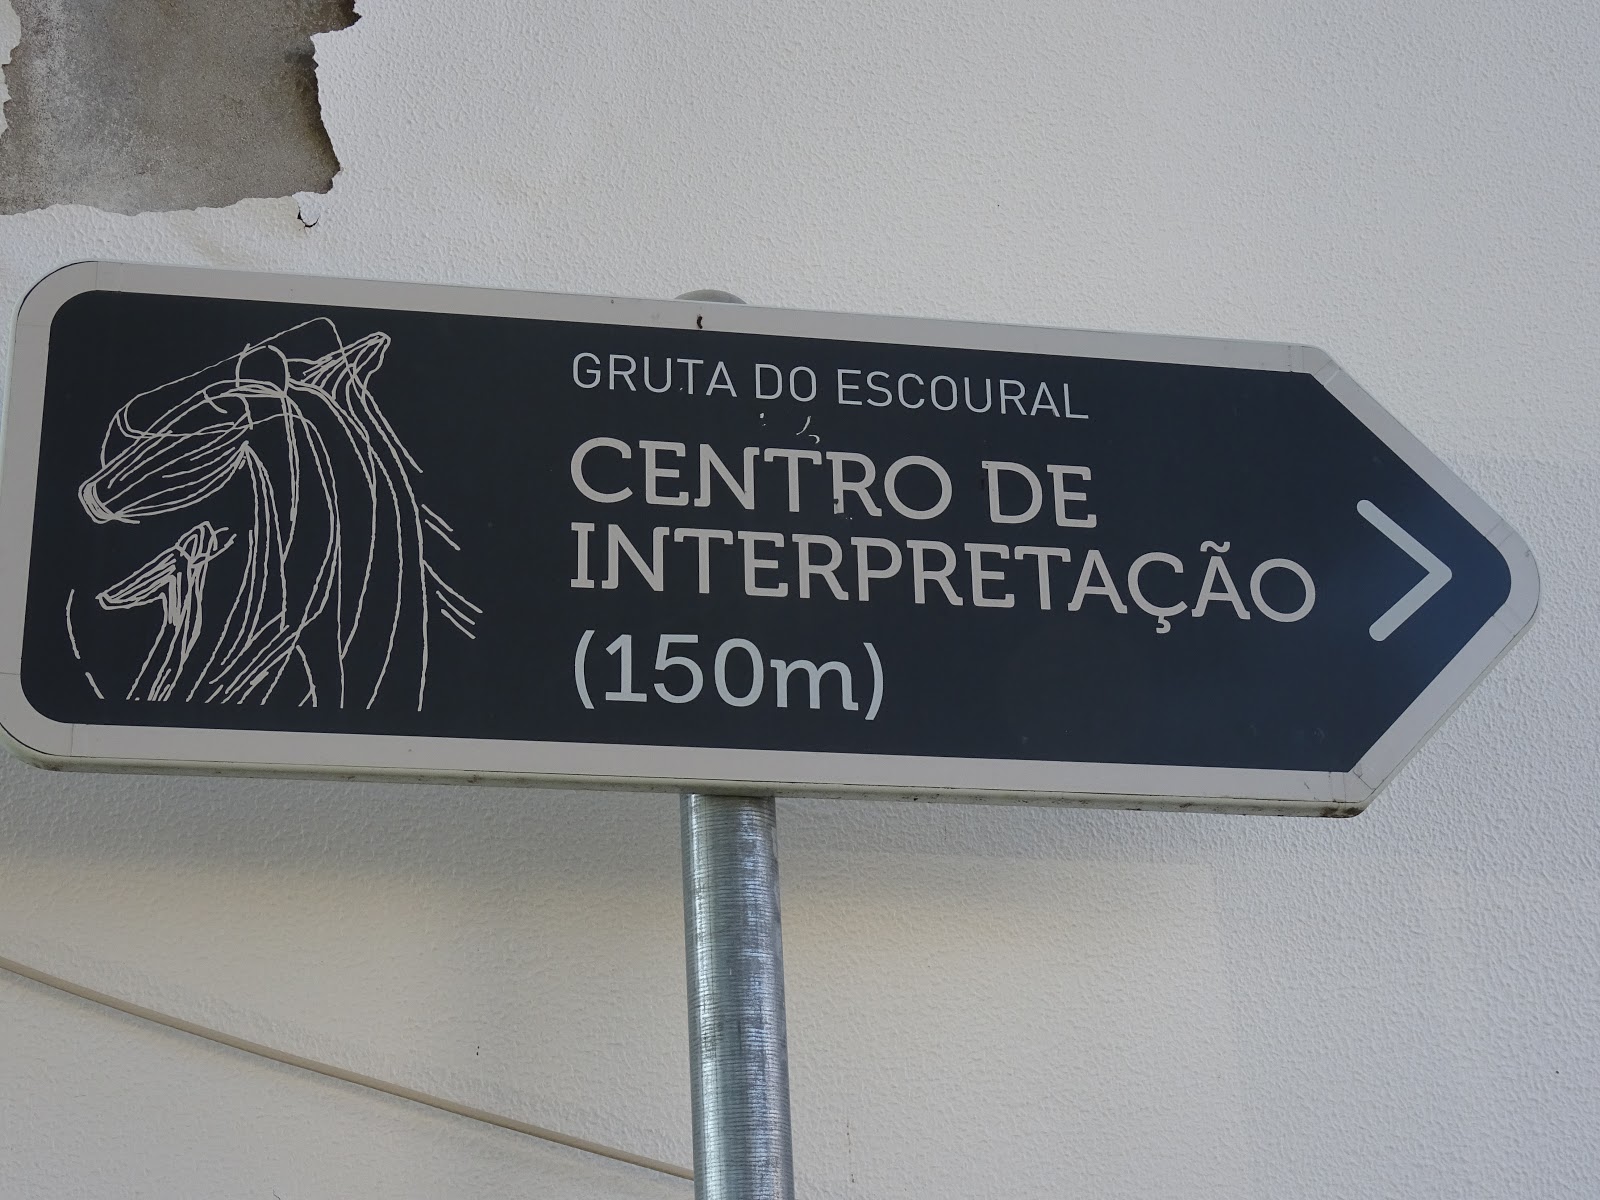 GRUTA DO ESCOURAL
CENTRO DE
INTERPRETAÇÃO
(150m)